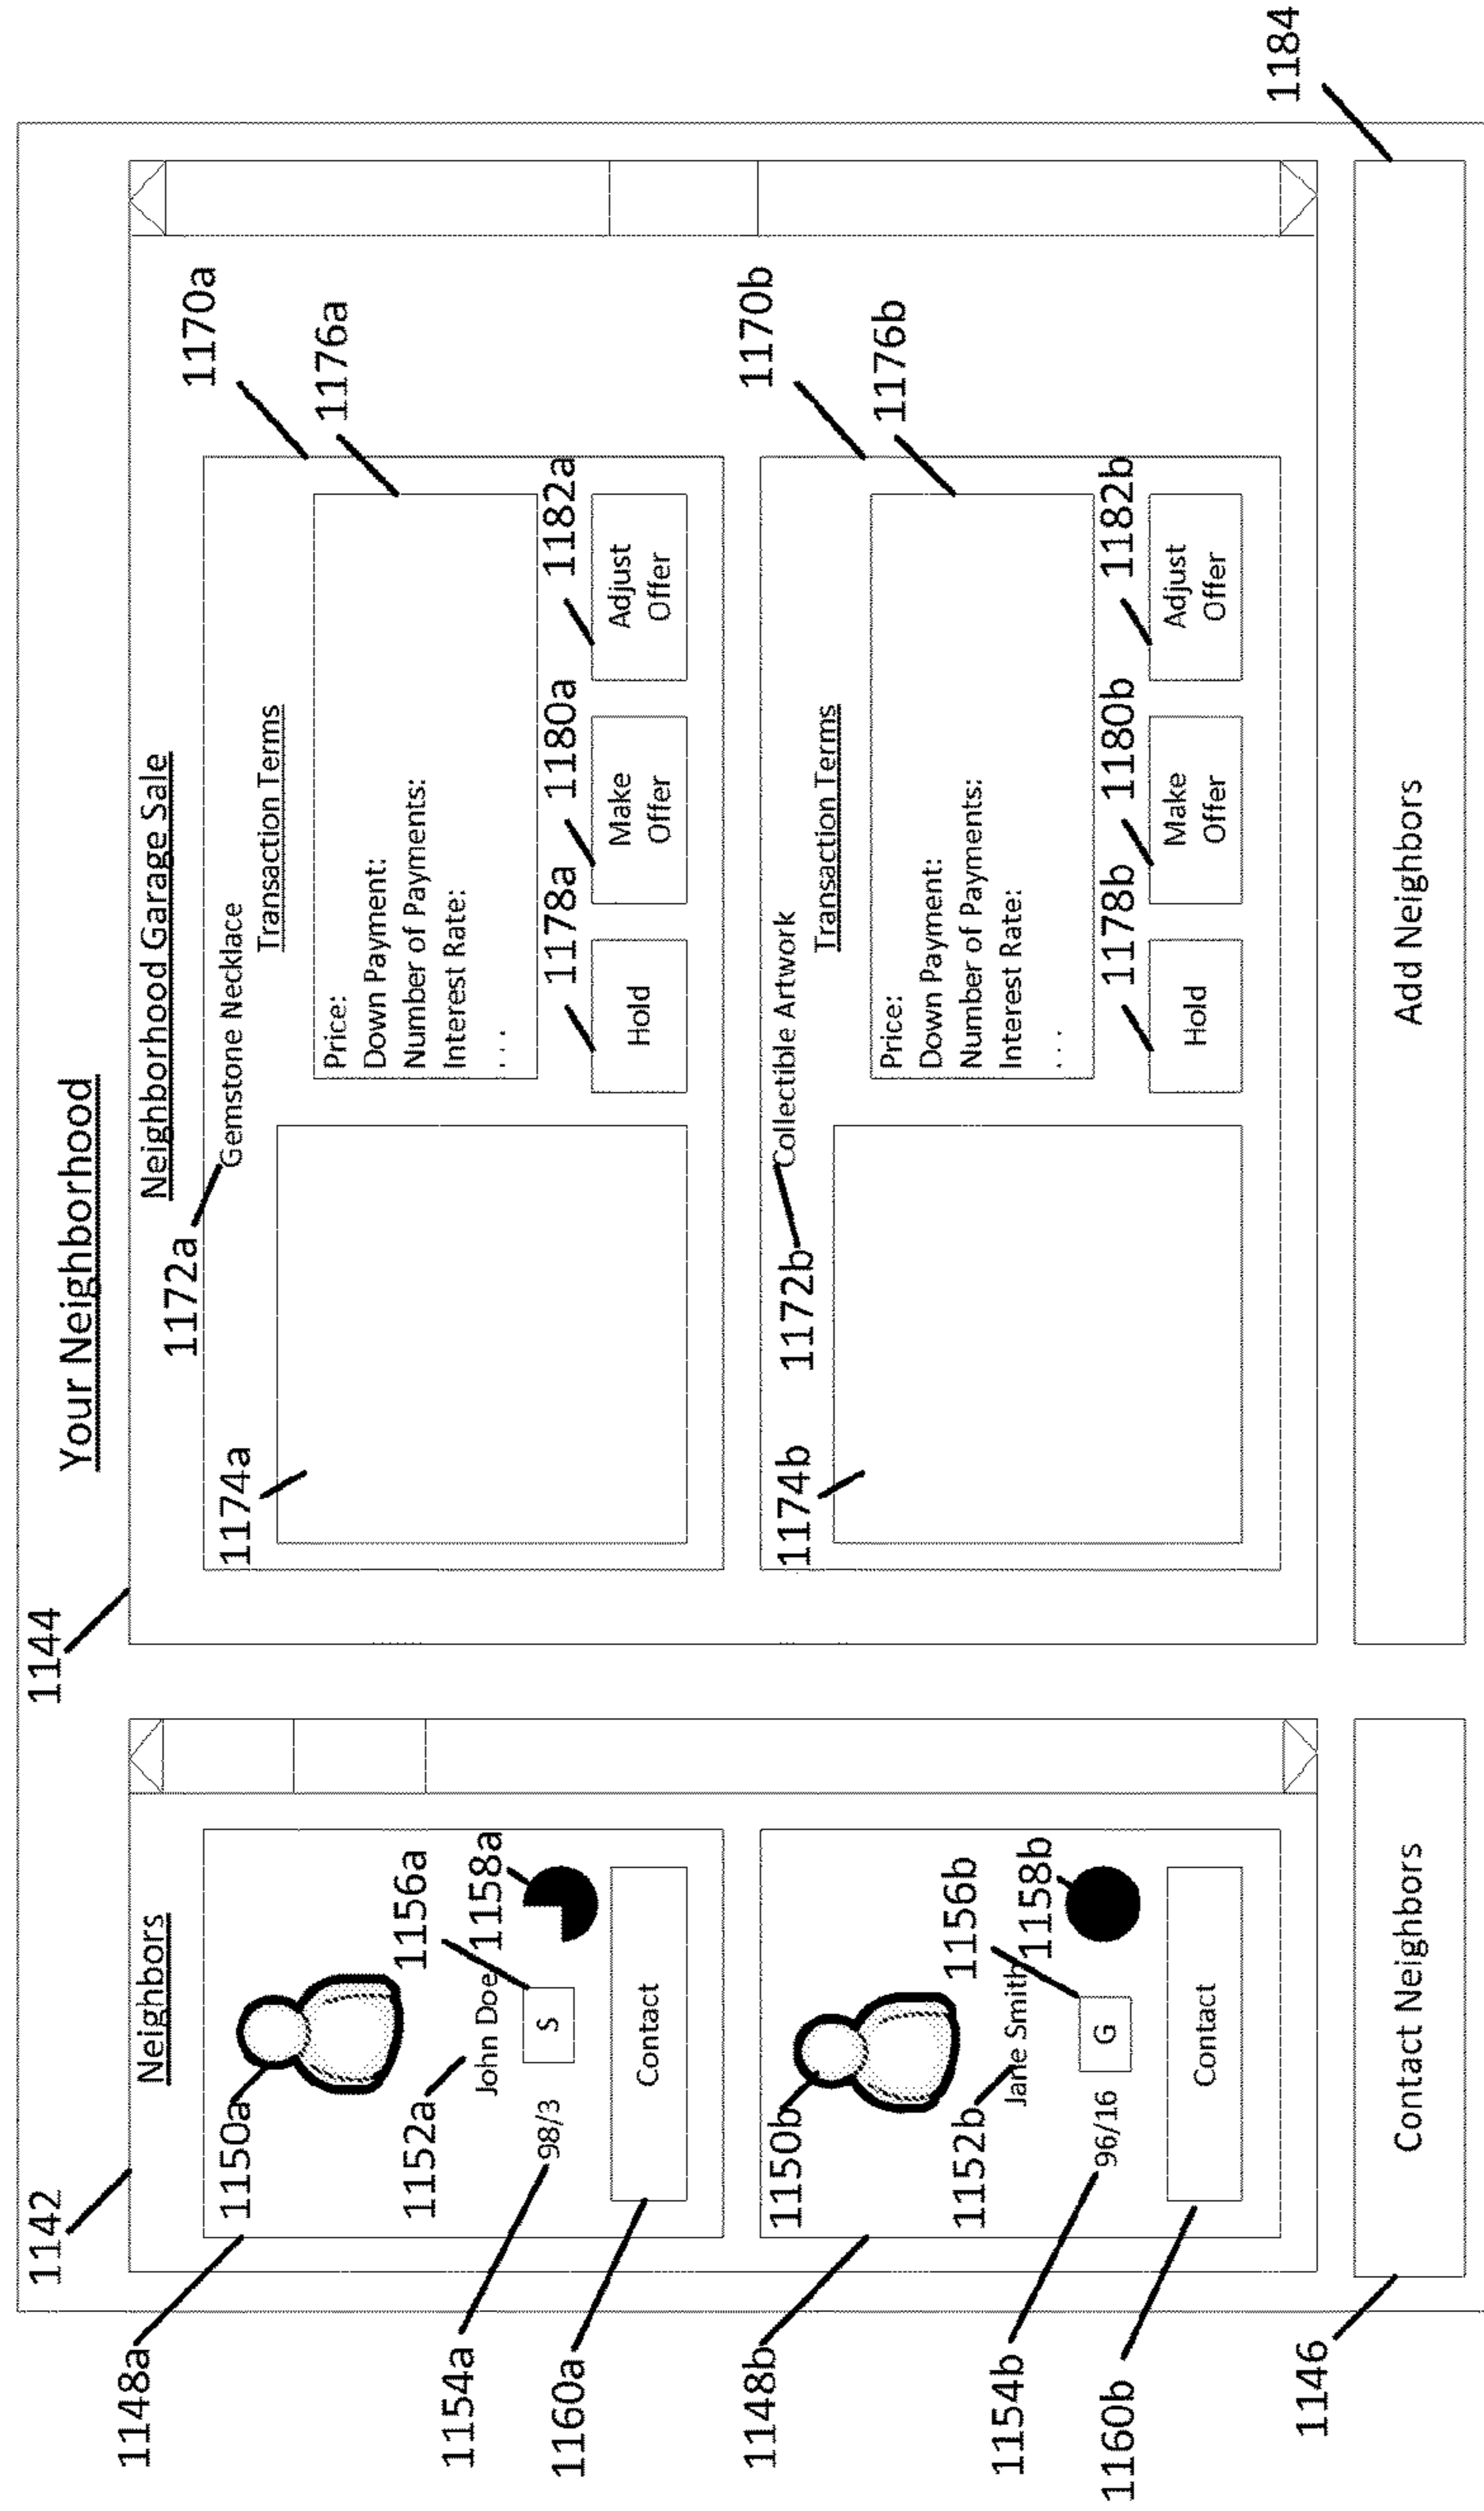 Your Neighborhood
1142
1144
Neighbors
Neighborhood Garage Sale
1148a
1150a
1152a
John Doe
1154a
98/3
S
1156a
1158a
1160a
Contact
1148b
1150b
1152b
Jane Smith
1154b
96/16
G
1156b
1158b
1160b
Contact
1146
Contact Neighbors
1170a
1172a
Gemstone Necklace
1174a
Transaction Terms
1176a
Price:
Down Payment:
Number of Payments:
Interest Rate:
. . .
1178a
1180a
1182a
Hold
Make
Offer
Adjust
Offer
1170b
1172b
Collectible Artwork
1174b
Transaction Terms
1176b
Price:
Down Payment:
Number of Payments:
Interest Rate:
. . .
1178b
1180b
1182b
Hold
Make
Offer
Adjust
Offer
Add Neighbors
1184